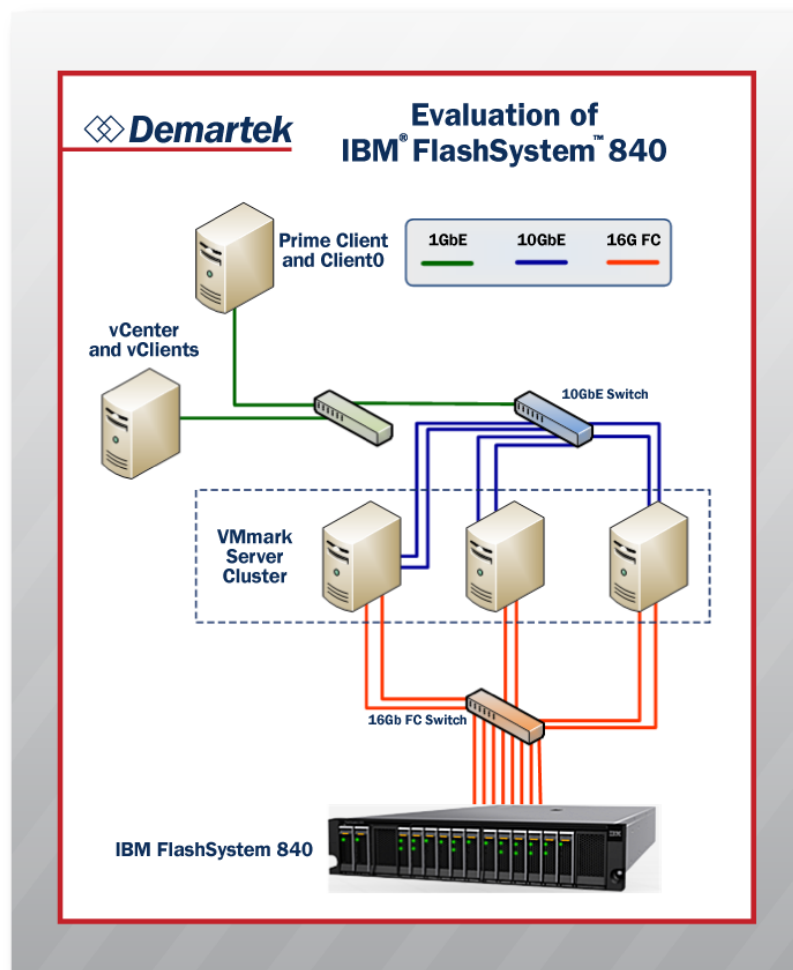 Demartek
Evaluation of
IBM® FlashSystem™ 840
Prime Client
and Client0
1GbE
10GbE
16G FC
vCenter
and vClients
10GbE Switch
VMmark
Server
Cluster
16Gb FC Switch
IBM FlashSystem 840
IBM